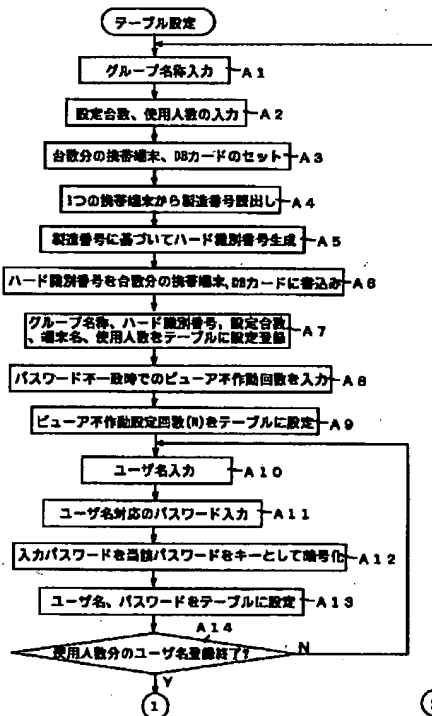 テーブル設定
グループ名称入力 A1
設定台数、使用人数の入力 A2
台数分の携帯端末、DBカードのセット A3
1つの携帯端末から製造番号読出し A4
製造番号に基づいてハード識別番号生成 A5
ハード識別番号を台数分の携帯端末、DBカードに書込み A6
グループ名称、ハード識別番号、設定台数
、端末名、使用人数をテーブルに設定登録 A7
パスワード不一致時でのビューア不作動回数を入力 A8
ビューア不作動設定回数(N)をテーブルに設定 A9
ユーザ名入力 A10
ユーザ名対応のパスワード入力 A11
入力パスワードを当該パスワードをキーとして暗号化 A12
ユーザ名、パスワードをテーブルに設定 A13
A14
使用人数分のユーザ名登録終了? N
Y
1